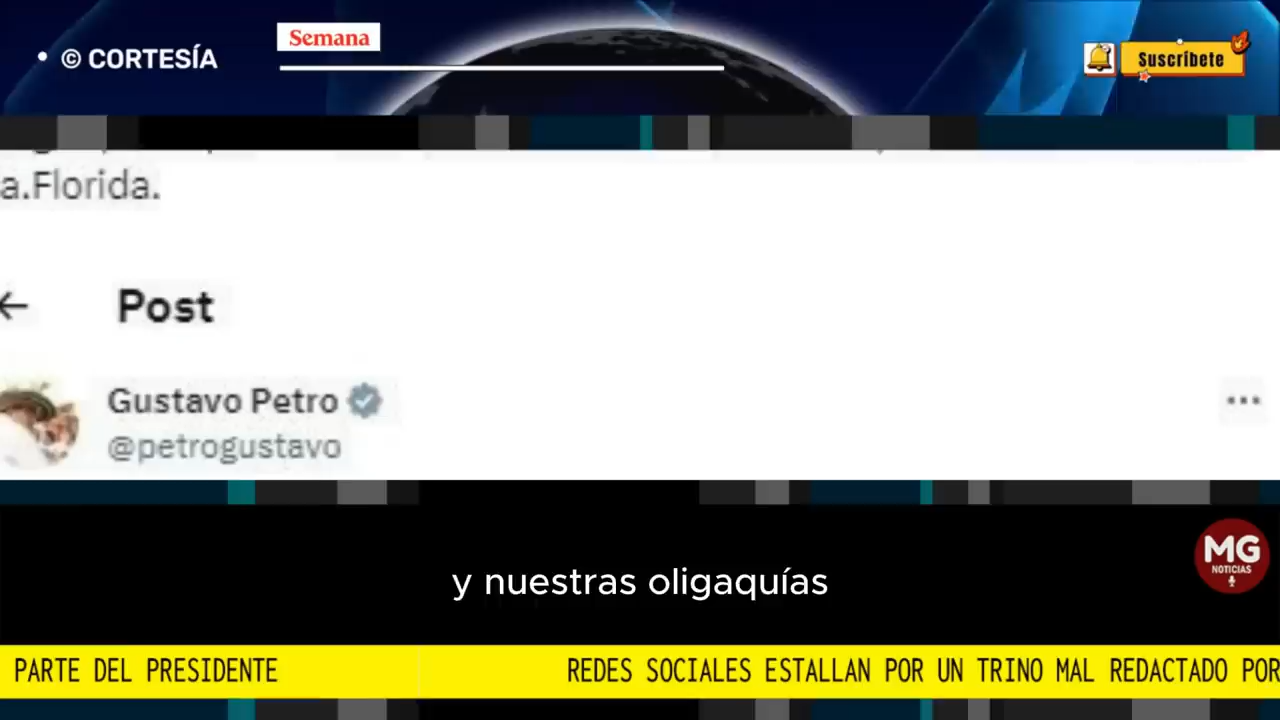 • © CORTESÍA
Semana
Suscríbete
a.Florida.
← Post
Gustavo Petro
@petrogustavo
...
MG
NOTICIAS
y nuestras oligaquías
PARTE DEL PRESIDENTE
REDES SOCIALES ESTALLAN POR UN TRINO MAL REDACTADO POR